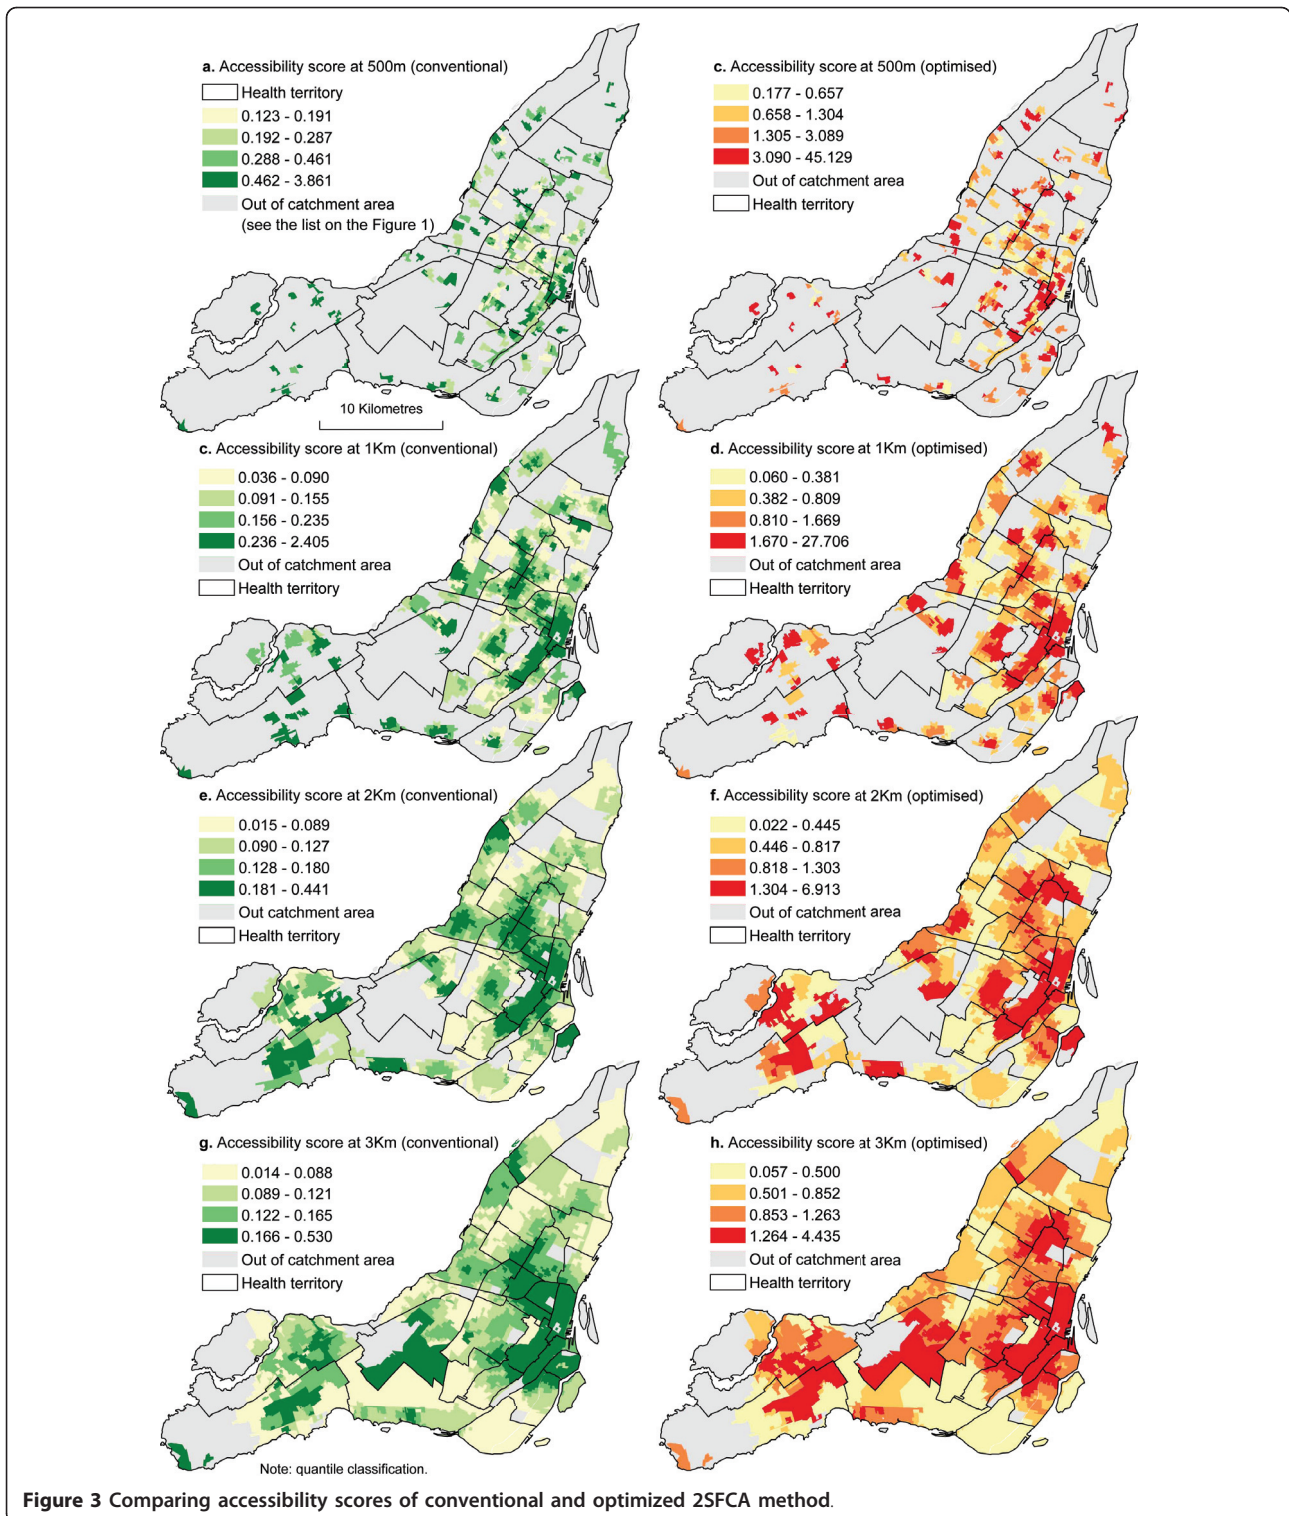 a. Accessibility score at 500m (conventional)
Health territory
0.123 - 0.191
0.192 - 0.287
0.288 - 0.461
0.462 - 3.861
Out of catchment area
(see the list on the Figure 1)
c. Accessibility score at 500m (optimised)
0.177 - 0.657
0.658 - 1.304
1.305 - 3.089
3.090 - 45.129
Out of catchment area
Health territory
10 Kilometres
c. Accessibility score at 1Km (conventional)
0.036 - 0.090
0.091 - 0.155
0.156 - 0.235
0.236 - 2.405
Out of catchment area
Health territory
d. Accessibility score at 1Km (optimised)
0.060 - 0.381
0.382 - 0.809
0.810 - 1.669
1.670 - 27.706
Out of catchment area
Health territory
e. Accessibility score at 2Km (conventional)
0.015 - 0.089
0.090 - 0.127
0.128 - 0.180
0.181 - 0.441
Out catchment area
Health territory
f. Accessibility score at 2Km (optimised)
0.022 - 0.445
0.446 - 0.817
0.818 - 1.303
1.304 - 6.913
Out of catchment area
Health territory
g. Accessibility score at 3Km (conventional)
0.014 - 0.088
0.089 - 0.121
0.122 - 0.165
0.166 - 0.530
Out of catchment area
Health territory
h. Accessibility score at 3Km (optimised)
0.057 - 0.500
0.501 - 0.852
0.853 - 1.263
1.264 - 4.435
Out of catchment area
Health territory
Note: quantile classification.
Figure 3 Comparing accessibility scores of conventional and optimized 2SFCA method.